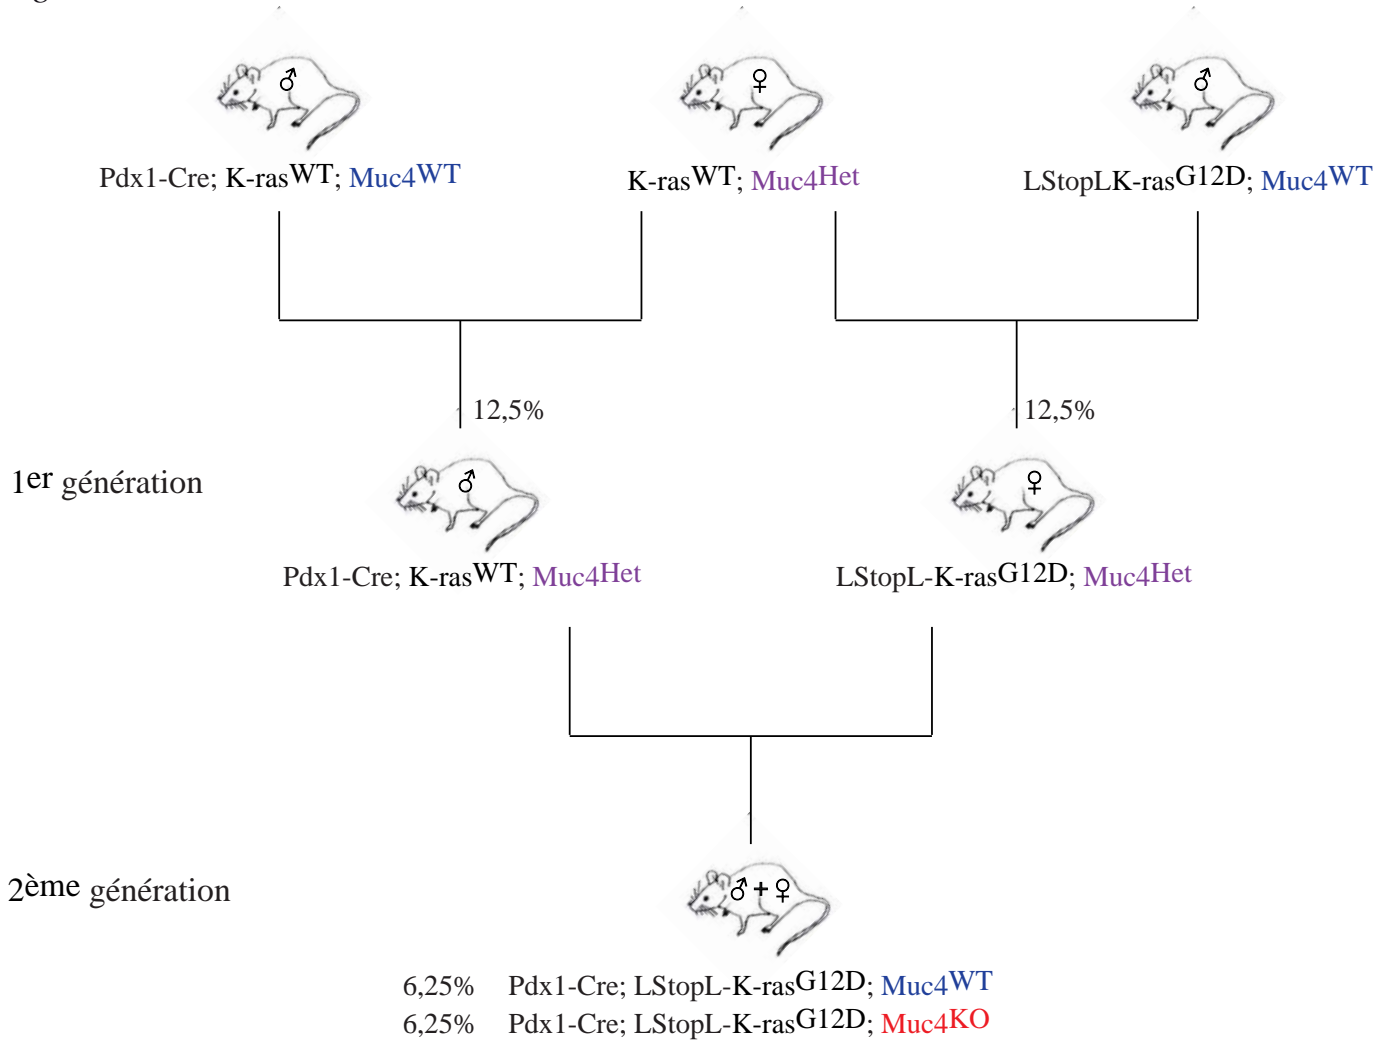 ♂ ♀ ♂
Pdx1-Cre; K-rasWT; Muc4WT K-rasWT; Muc4Het LStopLK-rasG12D; Muc4WT
12,5% 12,5%
1er génération ♂ ♀
Pdx1-Cre; K-rasWT; Muc4Het LStopL-K-rasG12D; Muc4Het
2ème génération ♂+♀
6,25% Pdx1-Cre; LStopL-K-rasG12D; Muc4WT
6,25% Pdx1-Cre; LStopL-K-rasG12D; Muc4KO